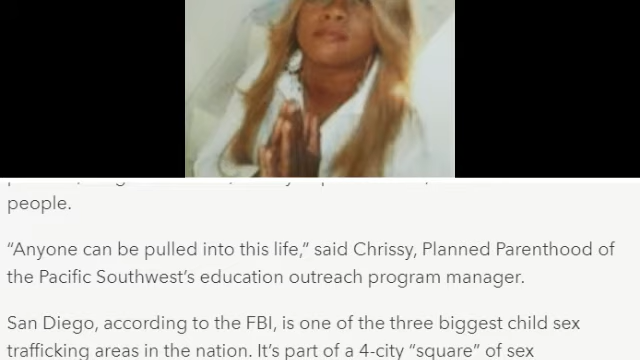 people.
“Anyone can be pulled into this life,” said Chrissy, Planned Parenthood of
the Pacific Southwest’s education outreach program manager.
San Diego, according to the FBI, is one of the three biggest child sex
trafficking areas in the nation. It’s part of a 4-city “square” of sex